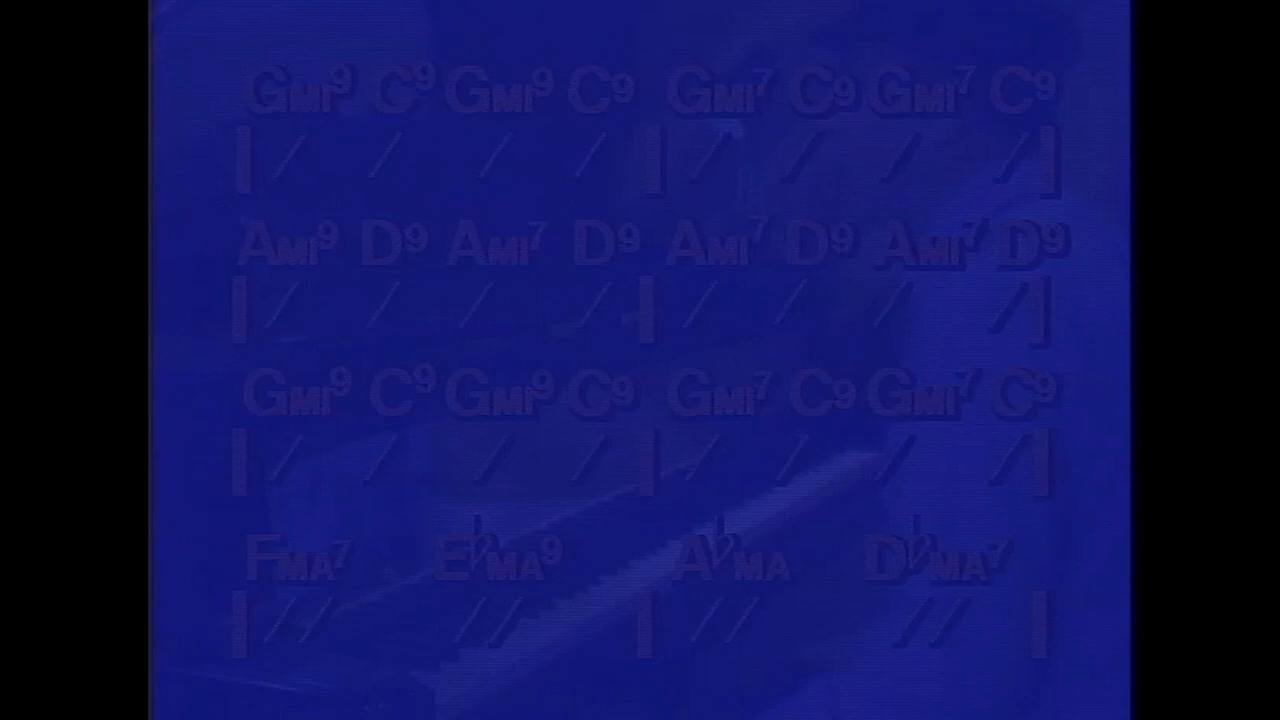 GMI9 C9 GMI9 C9 GMI7 C9 GMI7 C9
| / / / / | / / / / |
AMI9 D9 AMI7 D9 AMI7 D9 AMI7 D9
| / / / / | / / / / |
GMI9 C9 GMI9 C9 GMI7 C9 GMI7 C9
| / / / / | / / / / |
FMA7 E♭MA9 A♭MA D♭MA7
| // // | // // |